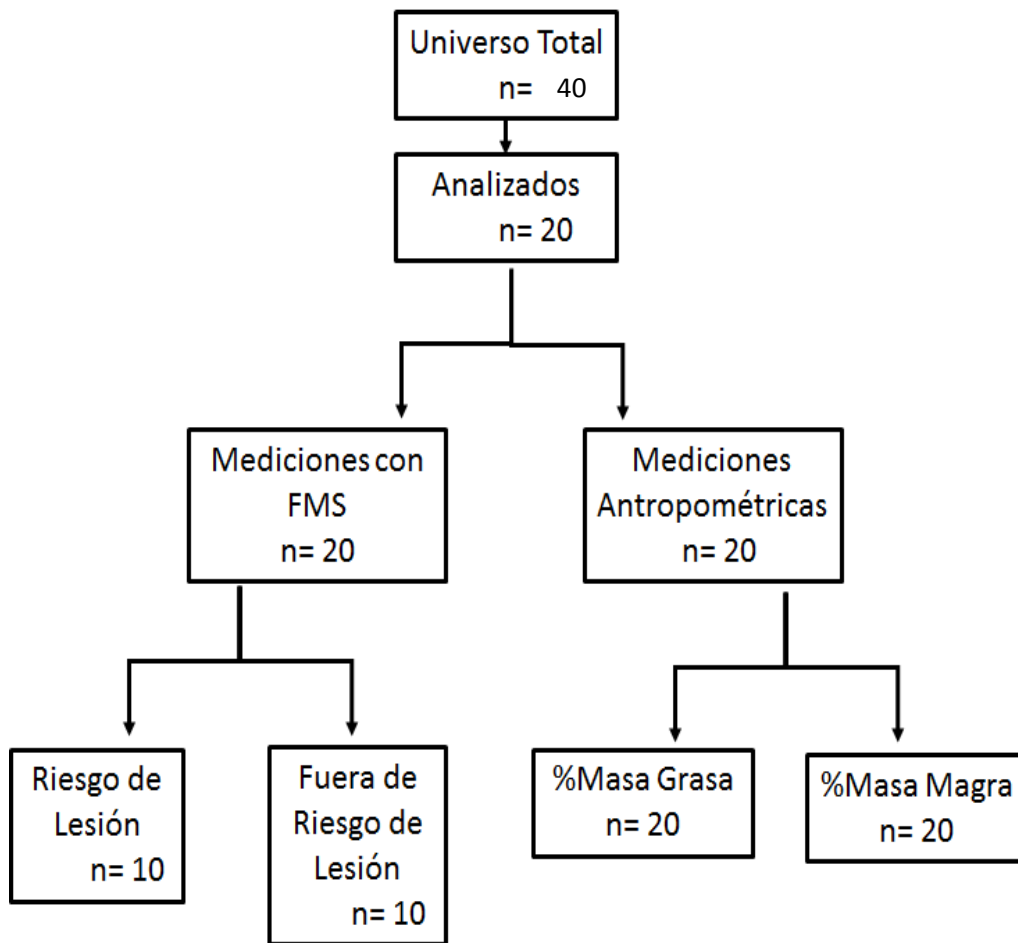 Universo Total
n= 40
Analizados
n= 20
Mediciones con
FMS
n= 20
Mediciones
Antropométricas
n= 20
Riesgo de
Lesión
n= 10
Fuera de
Riesgo de
Lesión
n= 10
%Masa Grasa
n= 20
%Masa Magra
n= 20